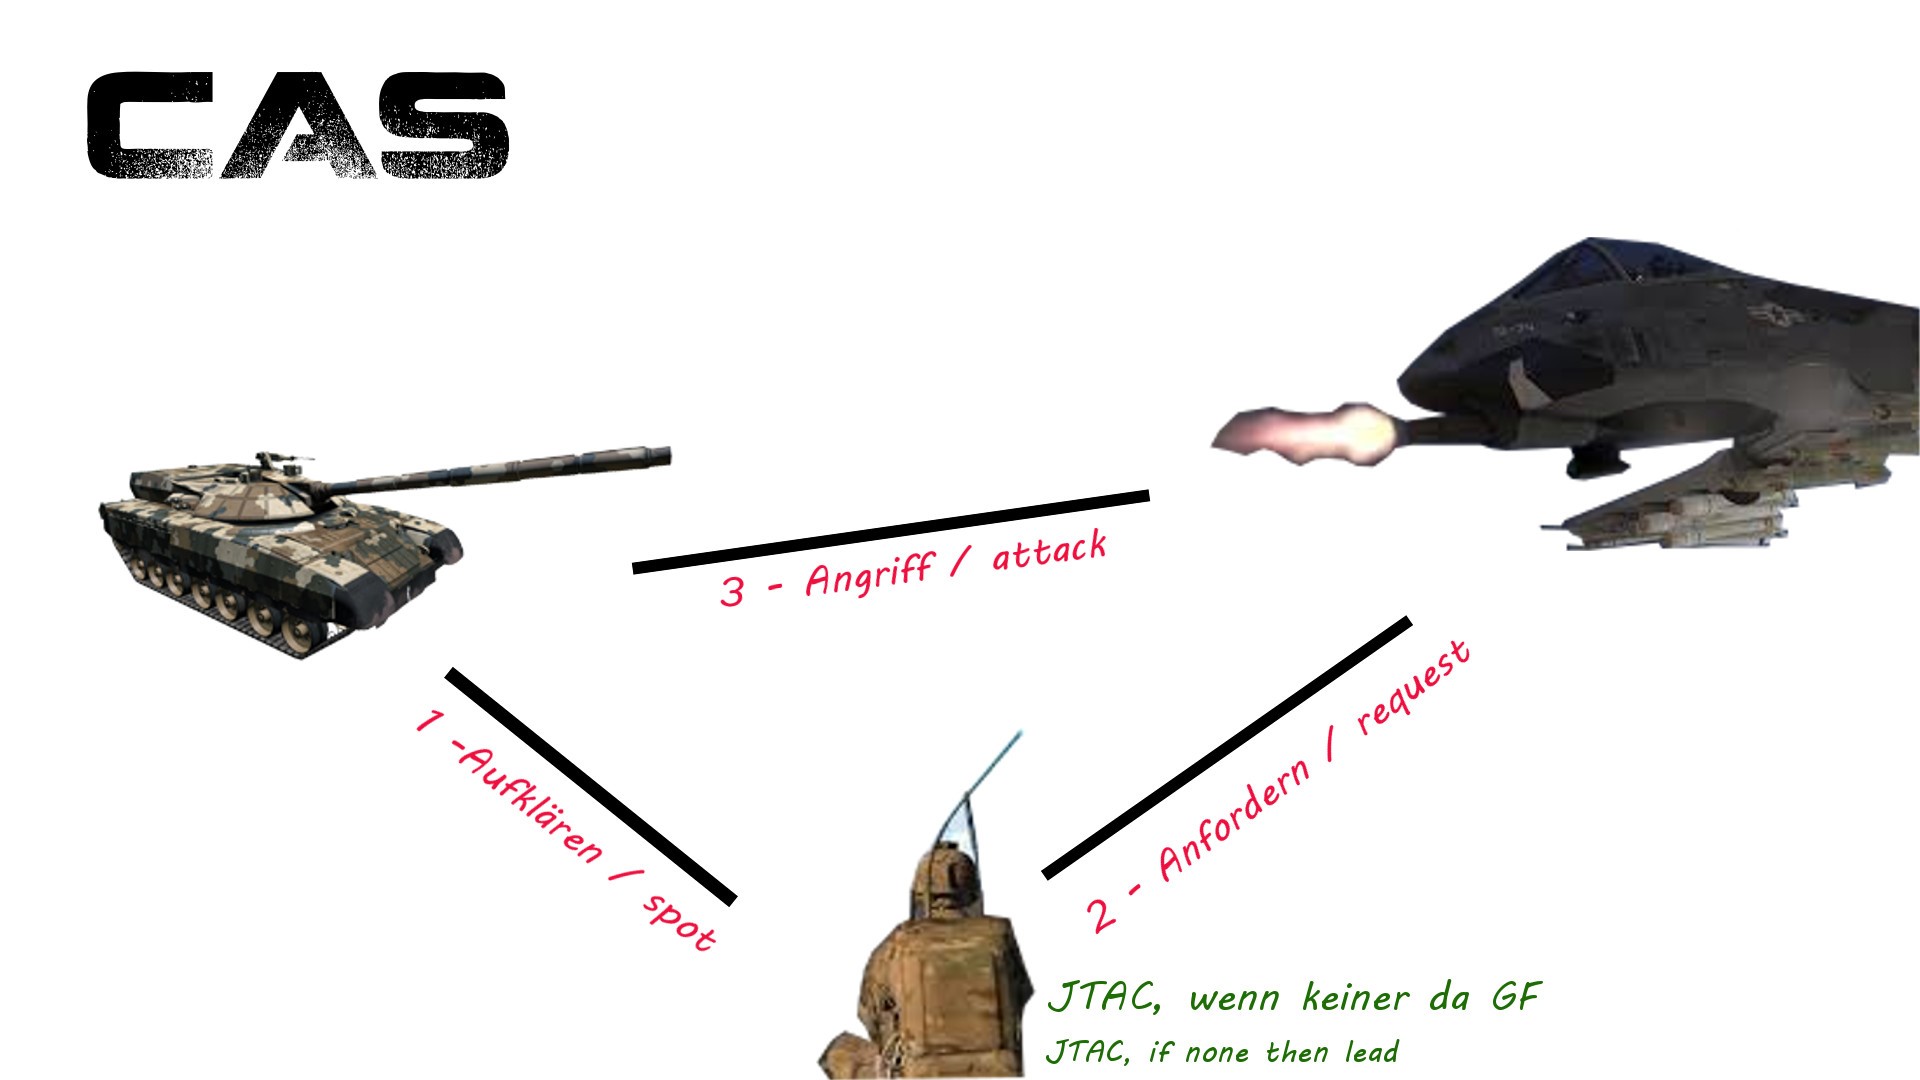 CAS
3 - Angriff / attack
1 -Aufklären / spot
2 - Anfordern / request
JTAC, wenn keiner da GF
JTAC, if none then lead